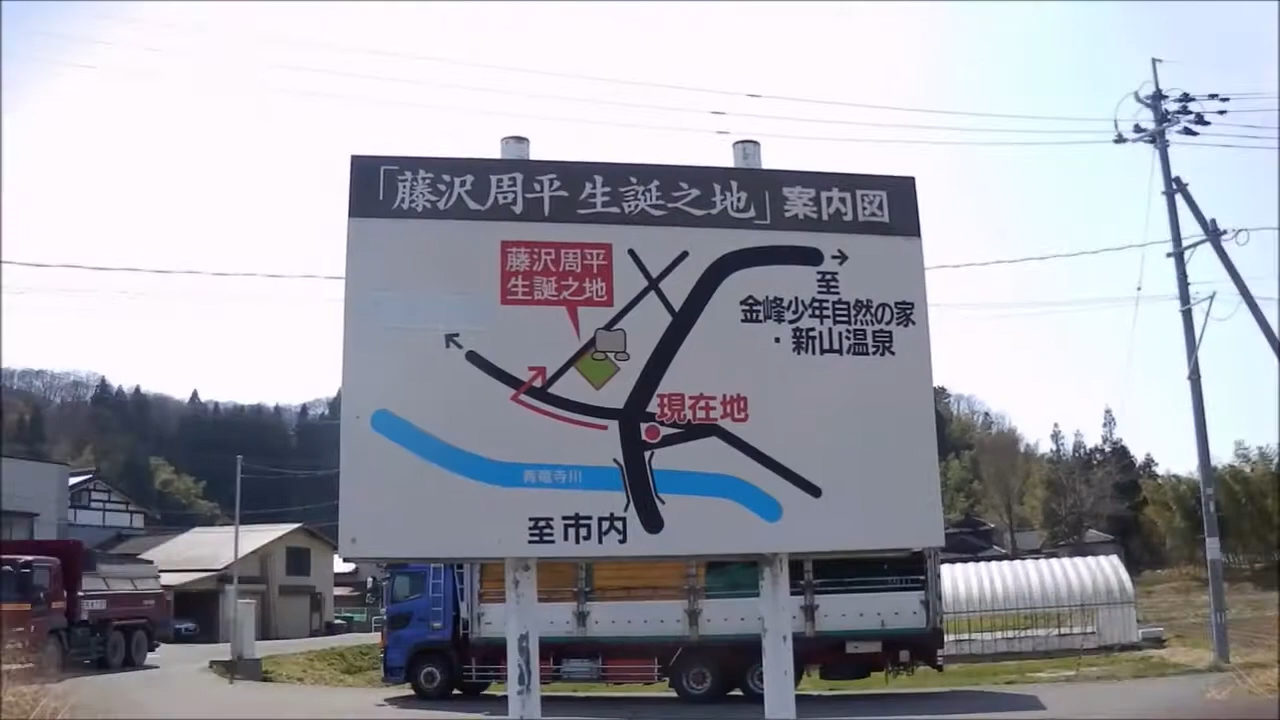 「藤沢周平 生誕之地」案内図
藤沢周平
生誕之地
至
金峰少年自然の家
・新山温泉
現在地
青竜寺川
至市内